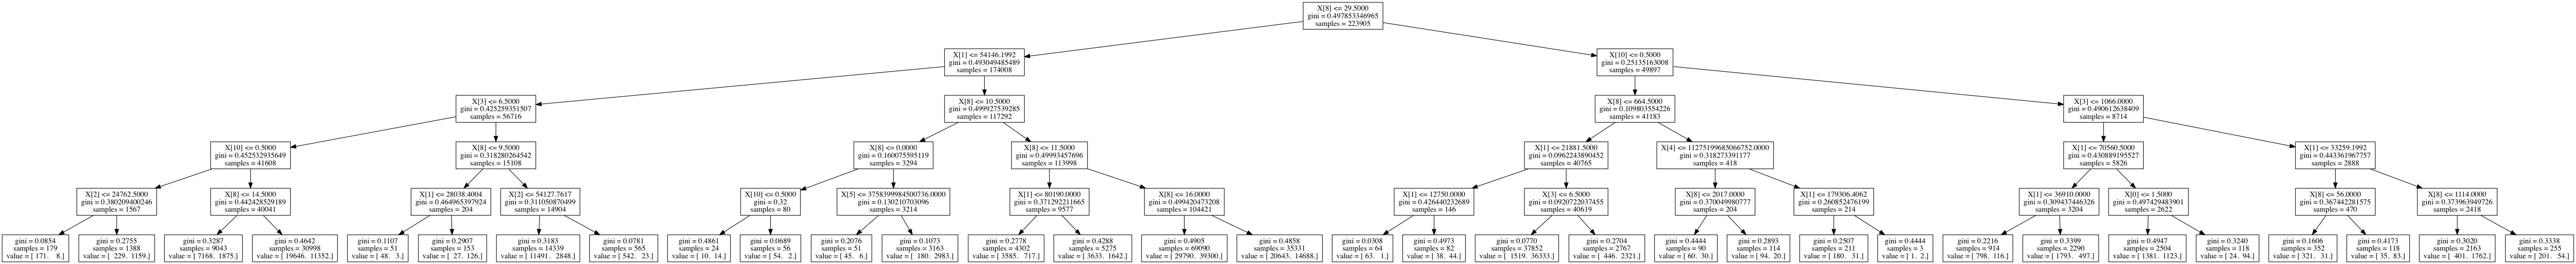 X[8] <= 29.5000
gini = 0.497853346965
samples = 223905
X[1] <= 54146.1992
gini = 0.493049485489
samples = 174008
X[10] <= 0.5000
gini = 0.25135163008
samples = 49897
X[3] <= 6.5000
gini = 0.425259351507
samples = 56716
X[8] <= 10.5000
gini = 0.499927539285
samples = 117292
X[8] <= 664.5000
gini = 0.109803554226
samples = 41183
X[3] <= 1066.0000
gini = 0.490612638409
samples = 8714
X[10] <= 0.5000
gini = 0.452532935649
samples = 41608
X[8] <= 9.5000
gini = 0.318280264542
samples = 15108
X[8] <= 0.0000
gini = 0.160075595119
samples = 3294
X[8] <= 11.5000
gini = 0.49993457696
samples = 113998
X[1] <= 21881.5000
gini = 0.0962243890452
samples = 40765
X[4] <= 11275199685066752.0000
gini = 0.318273391177
samples = 418
X[1] <= 70560.5000
gini = 0.430889195527
samples = 5826
X[1] <= 33259.1992
gini = 0.443361967757
samples = 2888
X[2] <= 24762.5000
gini = 0.380209400246
samples = 1567
X[8] <= 14.5000
gini = 0.442428529189
samples = 40041
X[1] <= 28038.4004
gini = 0.464965397924
samples = 204
X[2] <= 54127.7617
gini = 0.311050870499
samples = 14904
X[10] <= 0.5000
gini = 0.32
samples = 80
X[5] <= 3758399984500736.0000
gini = 0.130210703096
samples = 3214
X[1] <= 80190.0000
gini = 0.371292211665
samples = 9577
X[8] <= 16.0000
gini = 0.499420473208
samples = 104421
X[1] <= 12750.0000
gini = 0.426440232689
samples = 146
X[3] <= 6.5000
gini = 0.0920722037455
samples = 40619
X[8] <= 2017.0000
gini = 0.370049980777
samples = 204
X[1] <= 179306.4062
gini = 0.260852476199
samples = 214
X[1] <= 36910.0000
gini = 0.309437446326
samples = 3204
X[0] <= 1.5000
gini = 0.497429483901
samples = 2622
X[8] <= 56.0000
gini = 0.367442281575
samples = 470
X[8] <= 1114.0000
gini = 0.373963949726
samples = 2418
gini = 0.0854
samples = 179
value = [ 171. 8.]
gini = 0.2755
samples = 1388
value = [ 229. 1159.]
gini = 0.3287
samples = 9043
value = [ 7168. 1875.]
gini = 0.4642
samples = 30998
value = [ 19646. 11352.]
gini = 0.1107
samples = 51
value = [ 48. 3.]
gini = 0.2907
samples = 153
value = [ 27. 126.]
gini = 0.3183
samples = 14339
value = [ 11491. 2848.]
gini = 0.0781
samples = 565
value = [ 542. 23.]
gini = 0.4861
samples = 24
value = [ 10. 14.]
gini = 0.0689
samples = 56
value = [ 54. 2.]
gini = 0.2076
samples = 51
value = [ 45. 6.]
gini = 0.1073
samples = 3163
value = [ 180. 2983.]
gini = 0.2778
samples = 4302
value = [ 3585. 717.]
gini = 0.4288
samples = 5275
value = [ 3633. 1642.]
gini = 0.4905
samples = 69090
value = [ 29790. 39300.]
gini = 0.4858
samples = 35331
value = [ 20643. 14688.]
gini = 0.0308
samples = 64
value = [ 63. 1.]
gini = 0.4973
samples = 82
value = [ 38. 44.]
gini = 0.0770
samples = 37852
value = [ 1519. 36333.]
gini = 0.2704
samples = 2767
value = [ 446. 2321.]
gini = 0.4444
samples = 90
value = [ 60. 30.]
gini = 0.2893
samples = 114
value = [ 94. 20.]
gini = 0.2507
samples = 211
value = [ 180. 31.]
gini = 0.4444
samples = 3
value = [ 1. 2.]
gini = 0.2216
samples = 914
value = [ 798. 116.]
gini = 0.3399
samples = 2290
value = [ 1793. 497.]
gini = 0.4947
samples = 2504
value = [ 1381. 1123.]
gini = 0.3240
samples = 118
value = [ 24. 94.]
gini = 0.1606
samples = 352
value = [ 321. 31.]
gini = 0.4173
samples = 118
value = [ 35. 83.]
gini = 0.3020
samples = 2163
value = [ 401. 1762.]
gini = 0.3338
samples = 255
value = [ 201. 54.]